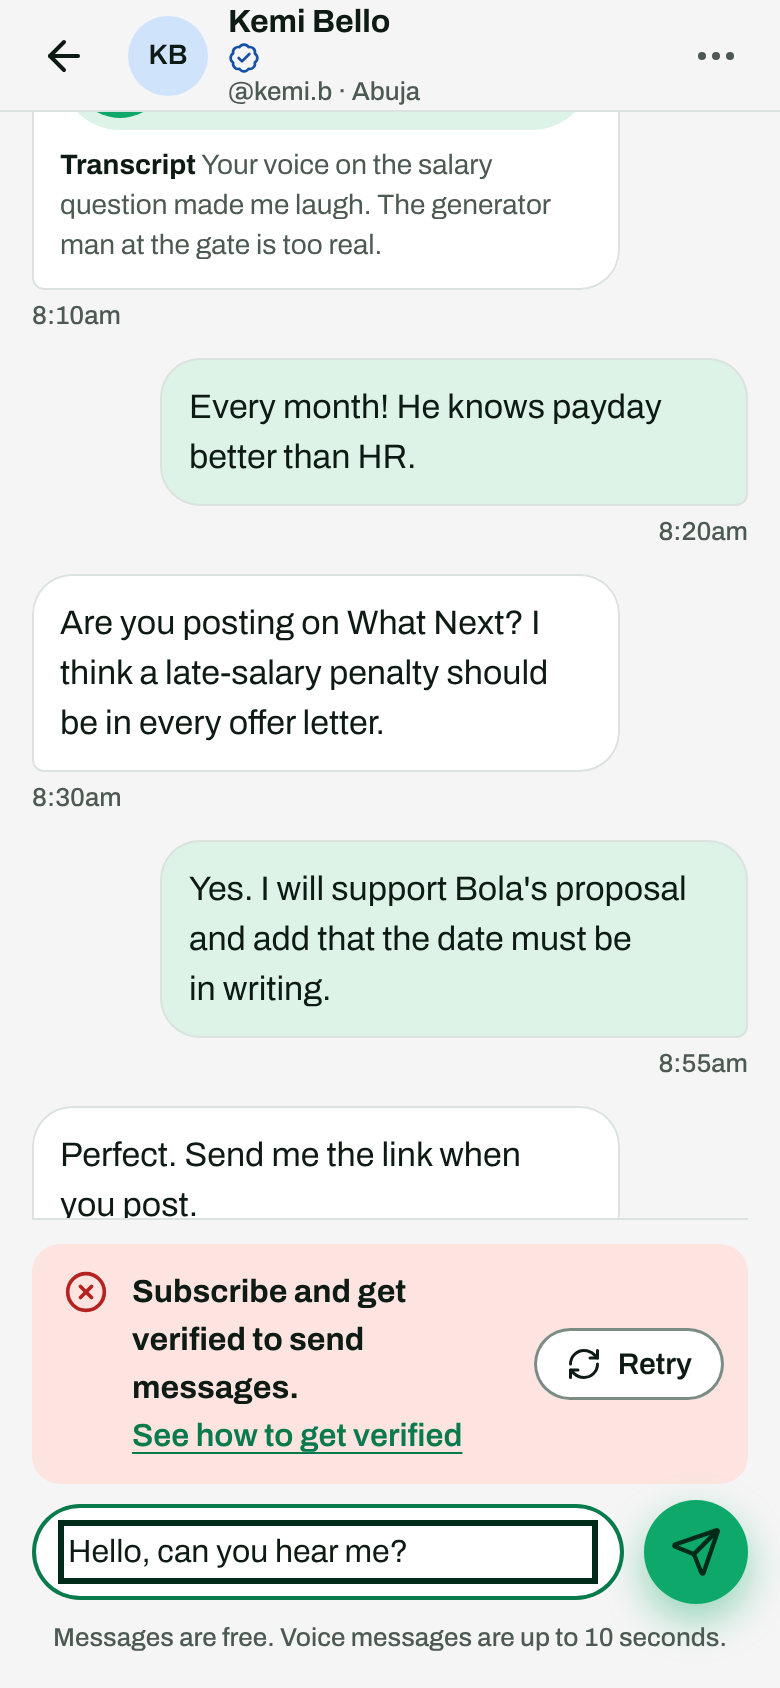 Kemi Bello
KB
@kemi.b · Abuja
Transcript Your voice on the salary
question made me laugh. The generator
man at the gate is too real.
8:10am
Every month! He knows payday
better than HR.
8:20am
Are you posting on What Next? I
think a late-salary penalty should
be in every offer letter.
8:30am
Yes. I will support Bola's proposal
and add that the date must be
in writing.
8:55am
Perfect. Send me the link when
you post.
Subscribe and get
verified to send
messages.
See how to get verified
Retry
Hello, can you hear me?
Messages are free. Voice messages are up to 10 seconds.